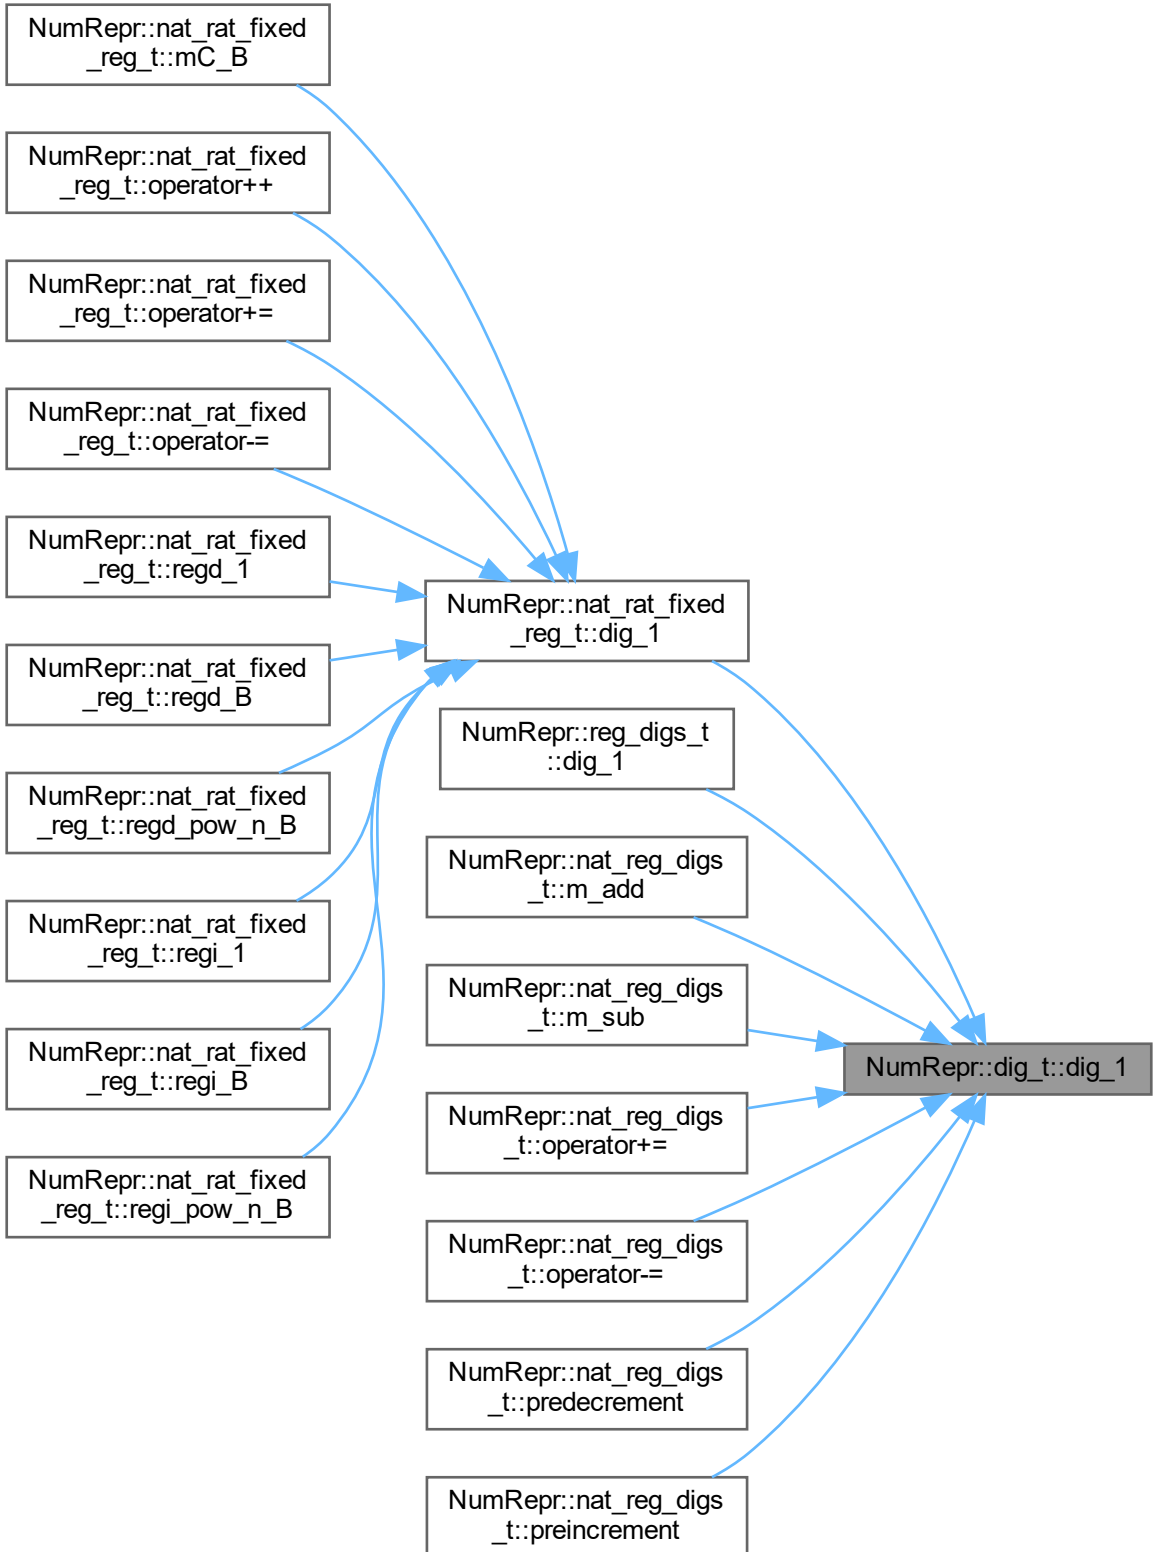 NumRepr::nat_rat_fixed
_reg_t::mC_B
NumRepr::nat_rat_fixed
_reg_t::operator++
NumRepr::nat_rat_fixed
_reg_t::operator+=
NumRepr::nat_rat_fixed
_reg_t::operator-=
NumRepr::nat_rat_fixed
_reg_t::regd_1
NumRepr::nat_rat_fixed
_reg_t::regd_B
NumRepr::nat_rat_fixed
_reg_t::regd_pow_n_B
NumRepr::nat_rat_fixed
_reg_t::regi_1
NumRepr::nat_rat_fixed
_reg_t::regi_B
NumRepr::nat_rat_fixed
_reg_t::regi_pow_n_B
NumRepr::nat_rat_fixed
_reg_t::dig_1
NumRepr::reg_digs_t
::dig_1
NumRepr::nat_reg_digs
_t::m_add
NumRepr::nat_reg_digs
_t::m_sub
NumRepr::nat_reg_digs
_t::operator+=
NumRepr::nat_reg_digs
_t::operator-=
NumRepr::nat_reg_digs
_t::predecrement
NumRepr::nat_reg_digs
_t::preincrement
NumRepr::dig_t::dig_1